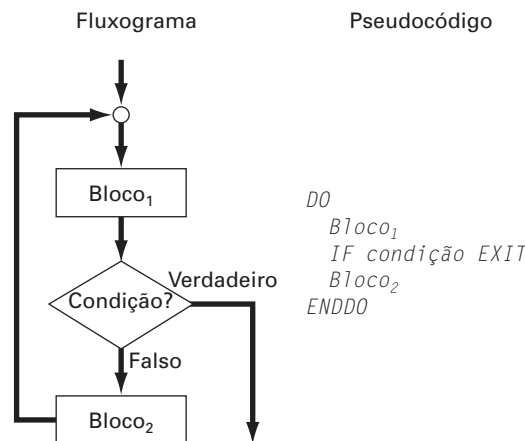 Fluxograma
Pseudocódigo
Bloco₁
Condição?
Verdadeiro
Falso
Bloco₂
DO
Bloco₁
IF condição EXIT
Bloco₂
ENDDO